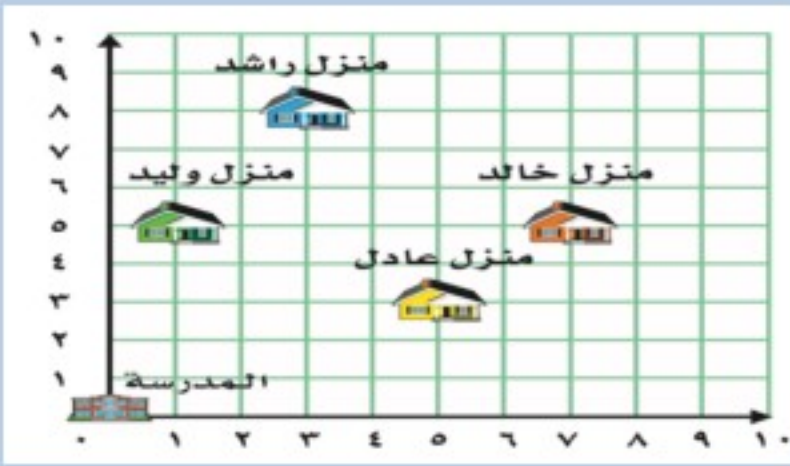 ١٠
منزل راشد
٩
٨
٧
منزل خالد
منزل وليد
٦
٥
منزل عادل
٤
٣
٢
المدرسة
١
٠ ١ ٢ ٣ ٤ ٥ ٦ ٧ ٨ ٩ ١٠